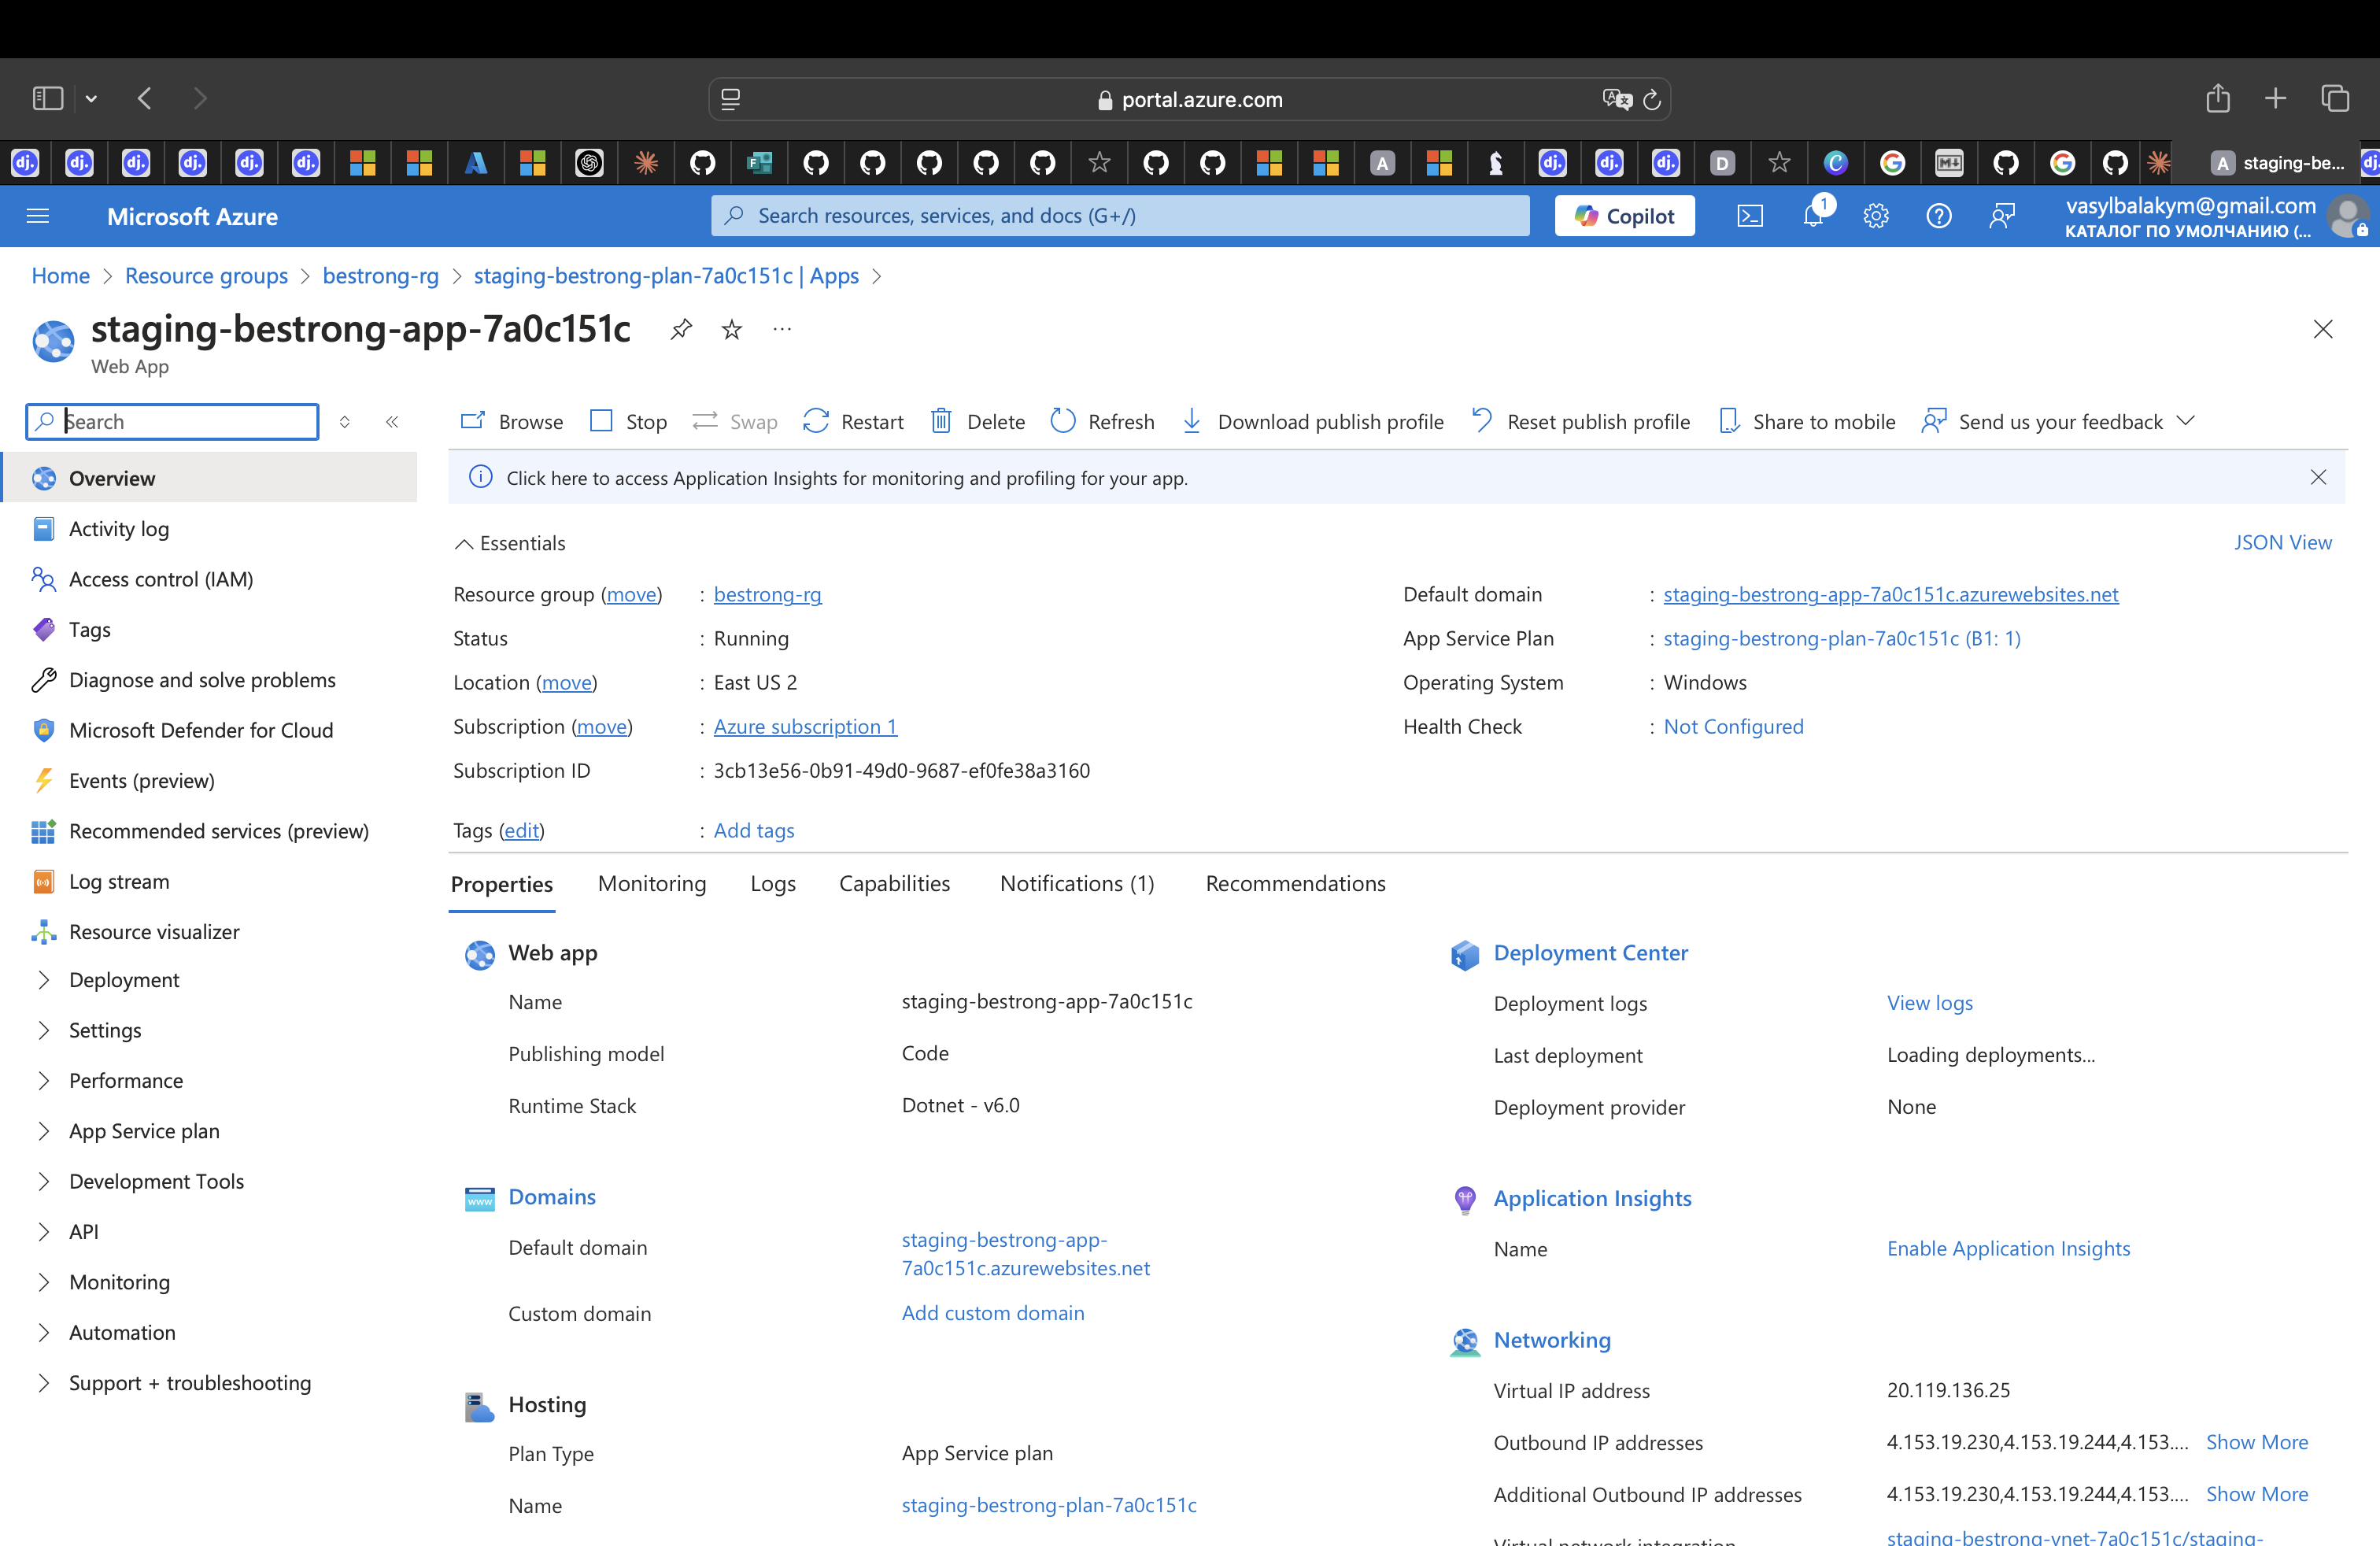 portal.azure.com
staging-be...
Microsoft Azure
Search resources, services, and docs (G+/)
Copilot
1
vasylbalakym@gmail.com
КАТАЛОГ ПО УМОЛЧАНИЮ (...
Home > Resource groups > bestrong-rg > staging-bestrong-plan-7a0c151c | Apps >
staging-bestrong-app-7a0c151c
Web App
Search
Browse Stop Swap Restart Delete Refresh Download publish profile Reset publish profile Share to mobile Send us your feedback
Overview
Activity log
Access control (IAM)
Tags
Diagnose and solve problems
Microsoft Defender for Cloud
Events (preview)
Recommended services (preview)
Log stream
Resource visualizer
Deployment
Settings
Performance
App Service plan
Development Tools
API
Monitoring
Automation
Support + troubleshooting
Click here to access Application Insights for monitoring and profiling for your app.
Essentials
JSON View
Resource group (move) : bestrong-rg
Status : Running
Location (move) : East US 2
Subscription (move) : Azure subscription 1
Subscription ID : 3cb13e56-0b91-49d0-9687-ef0fe38a3160
Tags (edit) : Add tags
Default domain : staging-bestrong-app-7a0c151c.azurewebsites.net
App Service Plan : staging-bestrong-plan-7a0c151c (B1: 1)
Operating System : Windows
Health Check : Not Configured
Properties Monitoring Logs Capabilities Notifications (1) Recommendations
Web app
Name staging-bestrong-app-7a0c151c
Publishing model Code
Runtime Stack Dotnet - v6.0
Domains
Default domain staging-bestrong-app-
7a0c151c.azurewebsites.net
Custom domain Add custom domain
Hosting
Plan Type App Service plan
Name staging-bestrong-plan-7a0c151c
Deployment Center
Deployment logs View logs
Last deployment Loading deployments...
Deployment provider None
Application Insights
Name Enable Application Insights
Networking
Virtual IP address 20.119.136.25
Outbound IP addresses 4.153.19.230,4.153.19.244,4.153.... Show More
Additional Outbound IP addresses 4.153.19.230,4.153.19.244,4.153.... Show More
Virtual network integration staging-bestrong-vnet-7a0c151c/staging-